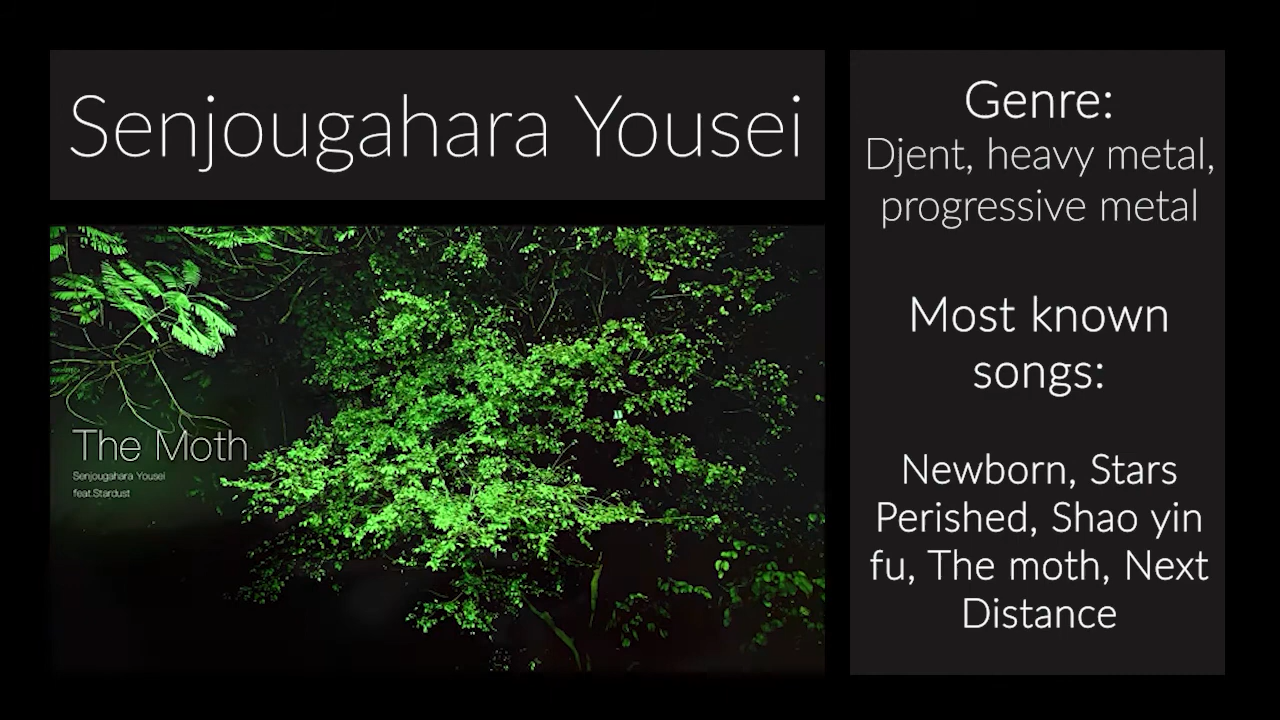 Senjougahara Yousei
The Moth
Senjougahara Yousei
feat.Stardust
Genre:
Djent, heavy metal,
progressive metal
Most known
songs:
Newborn, Stars
Perished, Shao yin
fu, The moth, Next
Distance